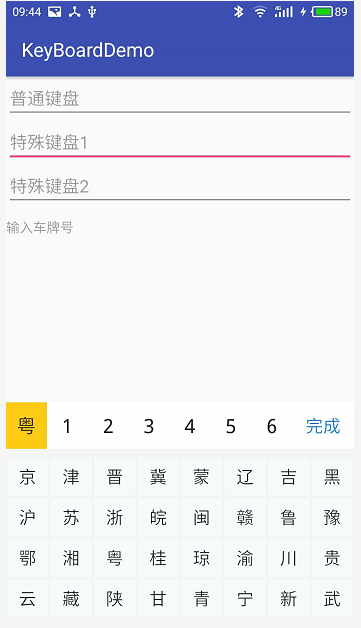 09:44 4G 89
KeyBoardDemo
普通键盘
特殊键盘1
特殊键盘2
输入车牌号
粤 1 2 3 4 5 6 完成
京 津 晋 冀 蒙 辽 吉 黑
沪 苏 浙 皖 闽 赣 鲁 豫
鄂 湘 粤 桂 琼 渝 川 贵
云 藏 陕 甘 青 宁 新 武